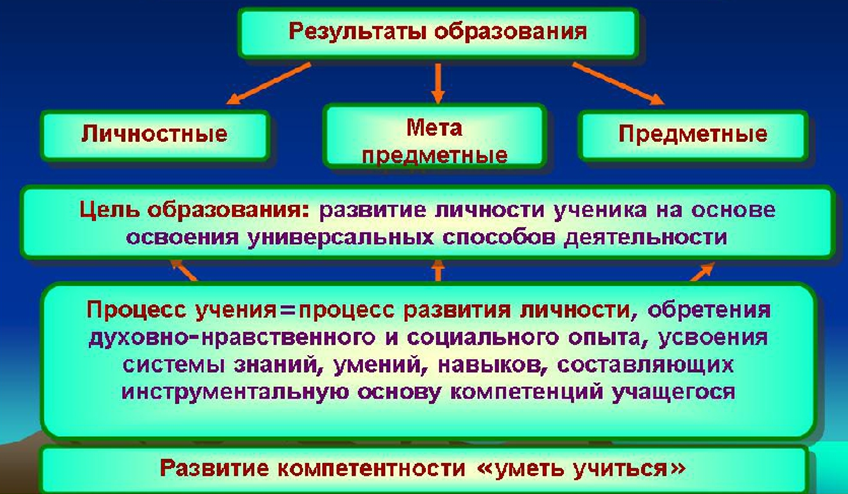 Результаты образования
Личностные
Мета
предметные
Предметные
Цель образования: развитие личности ученика на основе
освоения универсальных способов деятельности
Процесс учения=процесс развития личности, обретения
духовно-нравственного и социального опыта, усвоения
системы знаний, умений, навыков, составляющих
инструментальную основу компетенций учащегося
Развитие компетентности «уметь учиться»